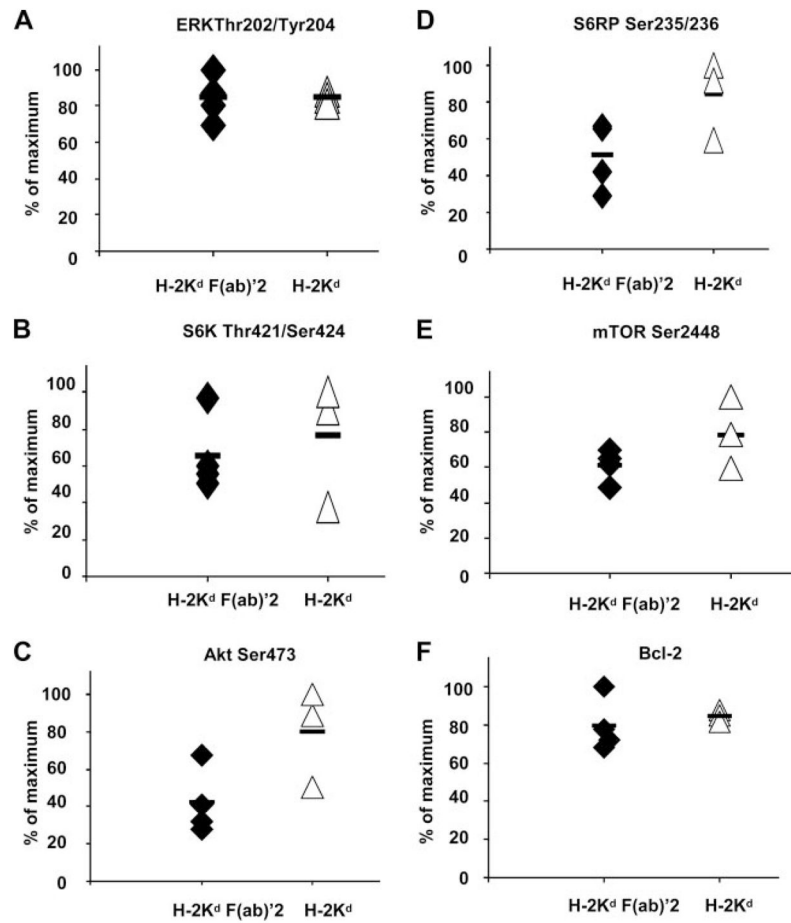 A
ERKThr202/Tyr204
% of maximum
100
80
60
40
20
0
H-2Kᵈ F(ab)’2 H-2Kᵈ
B
S6K Thr421/Ser424
% of maximum
100
80
60
40
20
0
H-2Kᵈ F(ab)’2 H-2Kᵈ
C
Akt Ser473
% of maximum
100
80
60
40
20
0
H-2Kᵈ F(ab)’2 H-2Kᵈ
D
S6RP Ser235/236
% of maximum
100
80
60
40
20
0
H-2Kᵈ F(ab)’2 H-2Kᵈ
E
mTOR Ser2448
% of maximum
100
80
60
40
20
0
H-2Kᵈ F(ab)’2 H-2Kᵈ
F
Bcl-2
% of maximum
100
80
60
40
20
0
H-2Kᵈ F(ab)’2 H-2Kᵈ